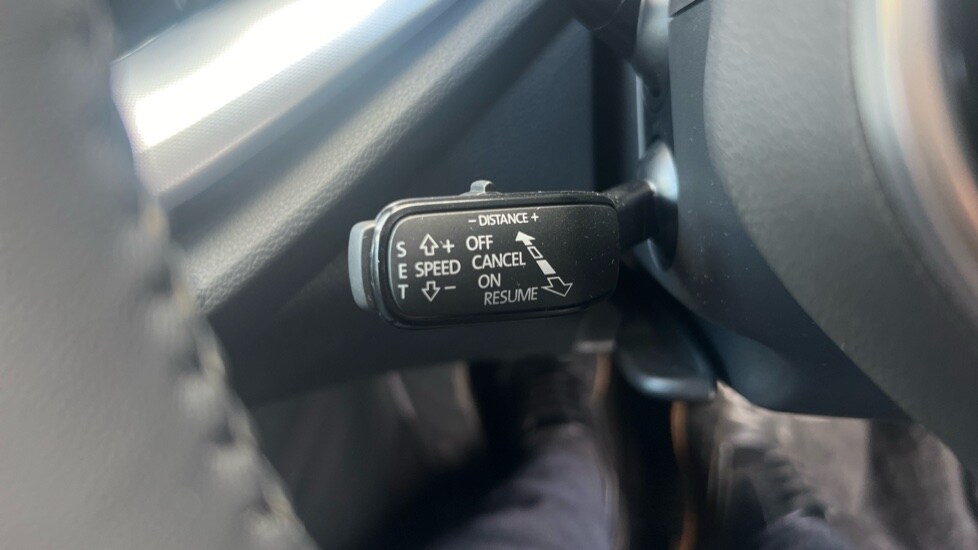 - DISTANCE +
S + OFF
E SPEED CANCEL
T - ON
RESUME